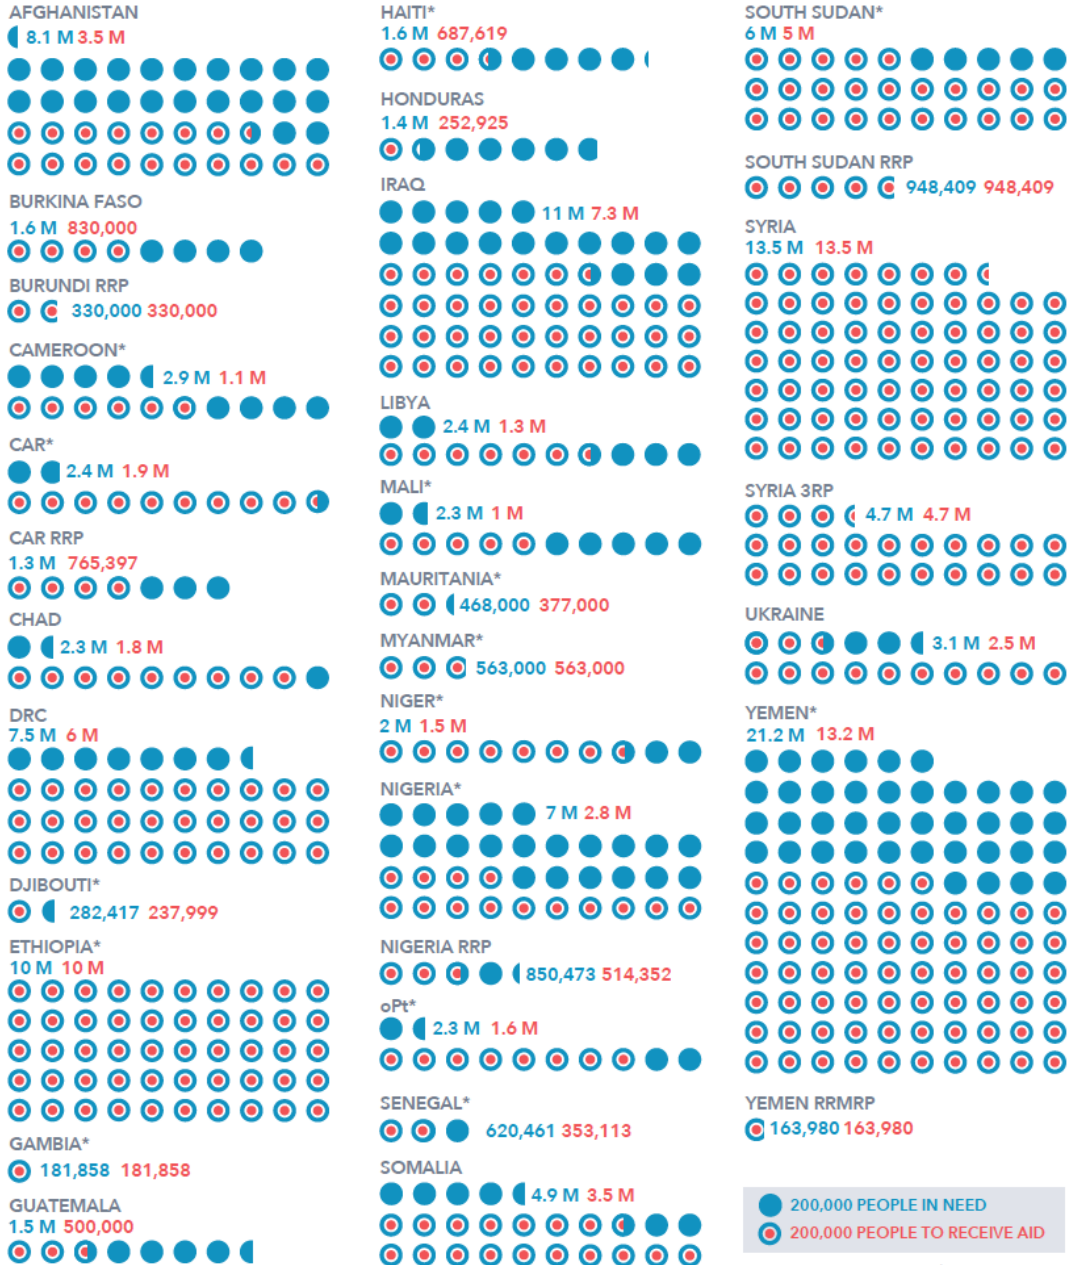 AFGHANISTAN
8.1 M 3.5 M
BURKINA FASO
1.6 M 830,000
BURUNDI RRP
330,000 330,000
CAMEROON*
2.9 M 1.1 M
CAR*
2.4 M 1.9 M
CAR RRP
1.3 M 765,397
CHAD
2.3 M 1.8 M
DRC
7.5 M 6 M
DJIBOUTI*
282,417 237,999
ETHIOPIA*
10 M 10 M
GAMBIA*
181,858 181,858
GUATEMALA
1.5 M 500,000
HAITI*
1.6 M 687,619
HONDURAS
1.4 M 252,925
IRAQ
11 M 7.3 M
LIBYA
2.4 M 1.3 M
MALI*
2.3 M 1 M
MAURITANIA*
468,000 377,000
MYANMAR*
563,000 563,000
NIGER*
2 M 1.5 M
NIGERIA*
7 M 2.8 M
NIGERIA RRP
850,473 514,352
oPt*
2.3 M 1.6 M
SENEGAL*
620,461 353,113
SOMALIA
4.9 M 3.5 M
SOUTH SUDAN*
6 M 5 M
SOUTH SUDAN RRP
948,409 948,409
SYRIA
13.5 M 13.5 M
SYRIA 3RP
4.7 M 4.7 M
UKRAINE
3.1 M 2.5 M
YEMEN*
21.2 M 13.2 M
YEMEN RRMRP
163,980 163,980
200,000 PEOPLE IN NEED
200,000 PEOPLE TO RECEIVE AID